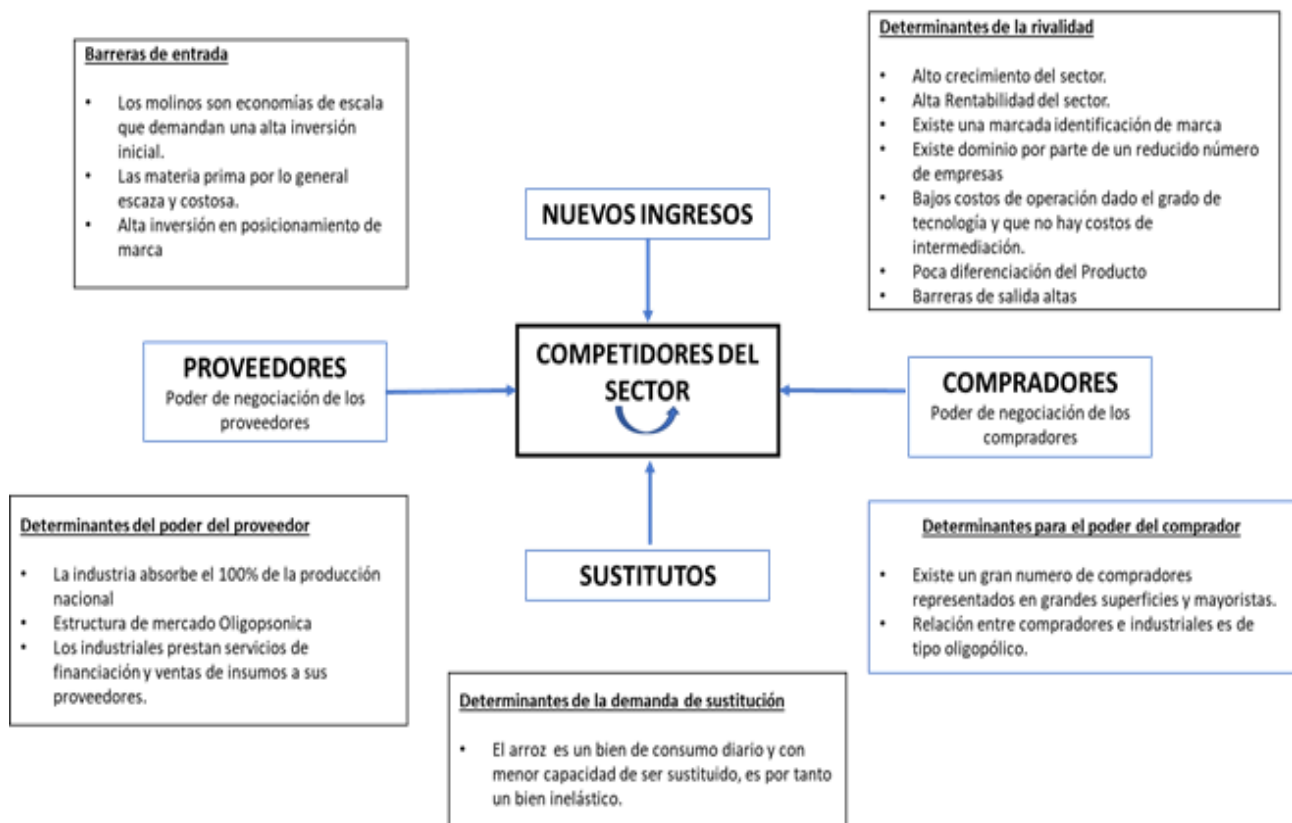 Barreras de entrada
• Los molinos son economías de escala
que demandan una alta inversión
inicial.
• Las materia prima por lo general
escaza y costosa.
• Alta inversión en posicionamiento de
marca
Determinantes de la rivalidad
• Alto crecimiento del sector.
• Alta Rentabilidad del sector.
• Existe una marcada identificación de marca
• Existe dominio por parte de un reducido número
de empresas
• Bajos costos de operación dado el grado de
tecnología y que no hay costos de
intermediación.
• Poca diferenciación del Producto
• Barreras de salida altas
NUEVOS INGRESOS
PROVEEDORES
Poder de negociación de los
proveedores
COMPETIDORES DEL
SECTOR
COMPRADORES
Poder de negociación de los
compradores
SUSTITUTOS
Determinantes del poder del proveedor
• La industria absorbe el 100% de la producción
nacional
• Estructura de mercado Oligopsonica
• Los industriales prestan servicios de
financiación y ventas de insumos a sus
proveedores.
Determinantes para el poder del comprador
• Existe un gran numero de compradores
representados en grandes superficies y mayoristas.
• Relación entre compradores e industriales es de
tipo oligopólico.
Determinantes de la demanda de sustitución
• El arroz es un bien de consumo diario y con
menor capacidad de ser sustituido, es por tanto
un bien inelástico.